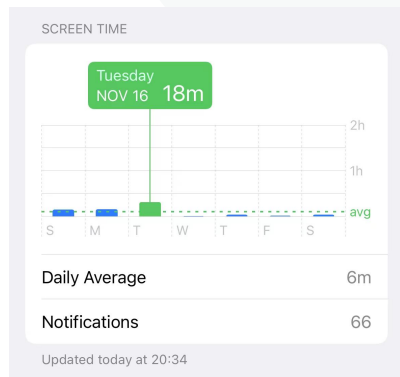 SCREEN TIME
Tuesday
NOV 16 18m
2h
1h
avg
S M T W T F S
Daily Average 6m
Notifications 66
Updated today at 20:34